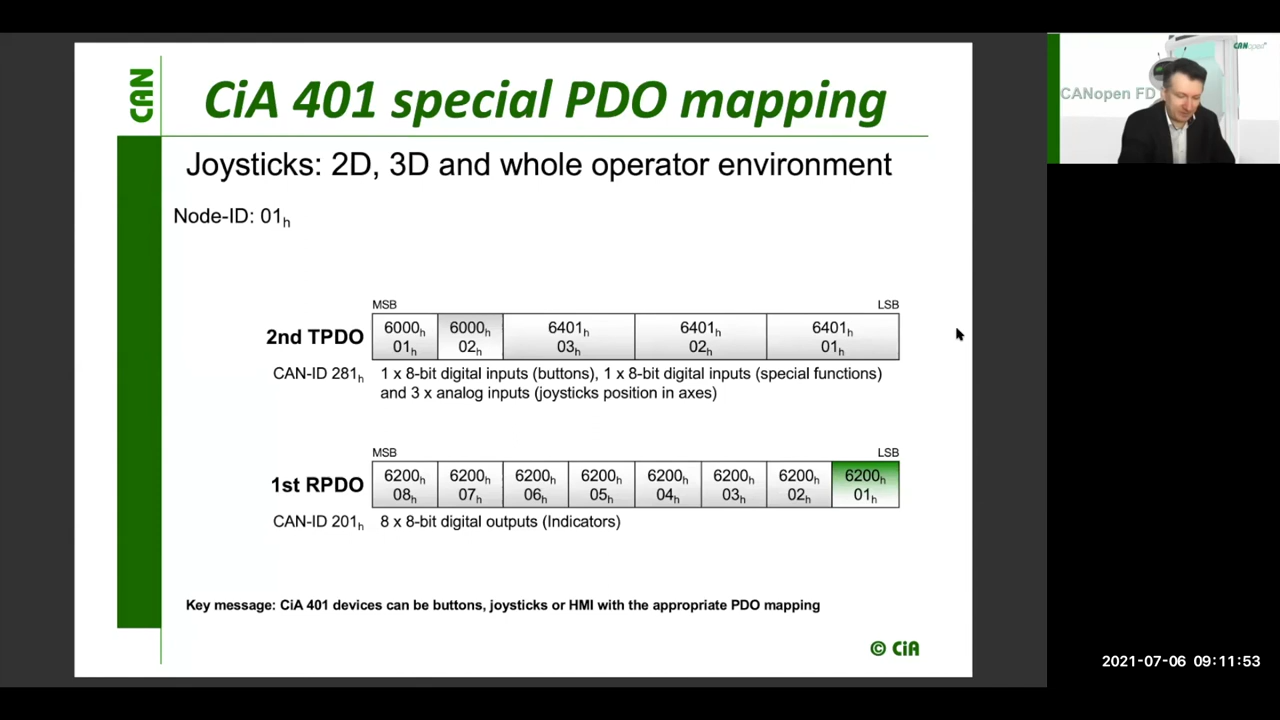 CAN
CiA 401 special PDO mapping
Joysticks: 2D, 3D and whole operator environment
Node-ID: 01h
MSB LSB
2nd TPDO
6000h 6000h 6401h 6401h 6401h
01h 02h 03h 02h 01h
CAN-ID 281h 1 x 8-bit digital inputs (buttons), 1 x 8-bit digital inputs (special functions)
and 3 x analog inputs (joysticks position in axes)
MSB LSB
1st RPDO
6200h 6200h 6200h 6200h 6200h 6200h 6200h 6200h
08h 07h 06h 05h 04h 03h 02h 01h
CAN-ID 201h 8 x 8-bit digital outputs (Indicators)
Key message: CiA 401 devices can be buttons, joysticks or HMI with the appropriate PDO mapping
© CiA
CANopen
CANopen FD
2021-07-06 09:11:53